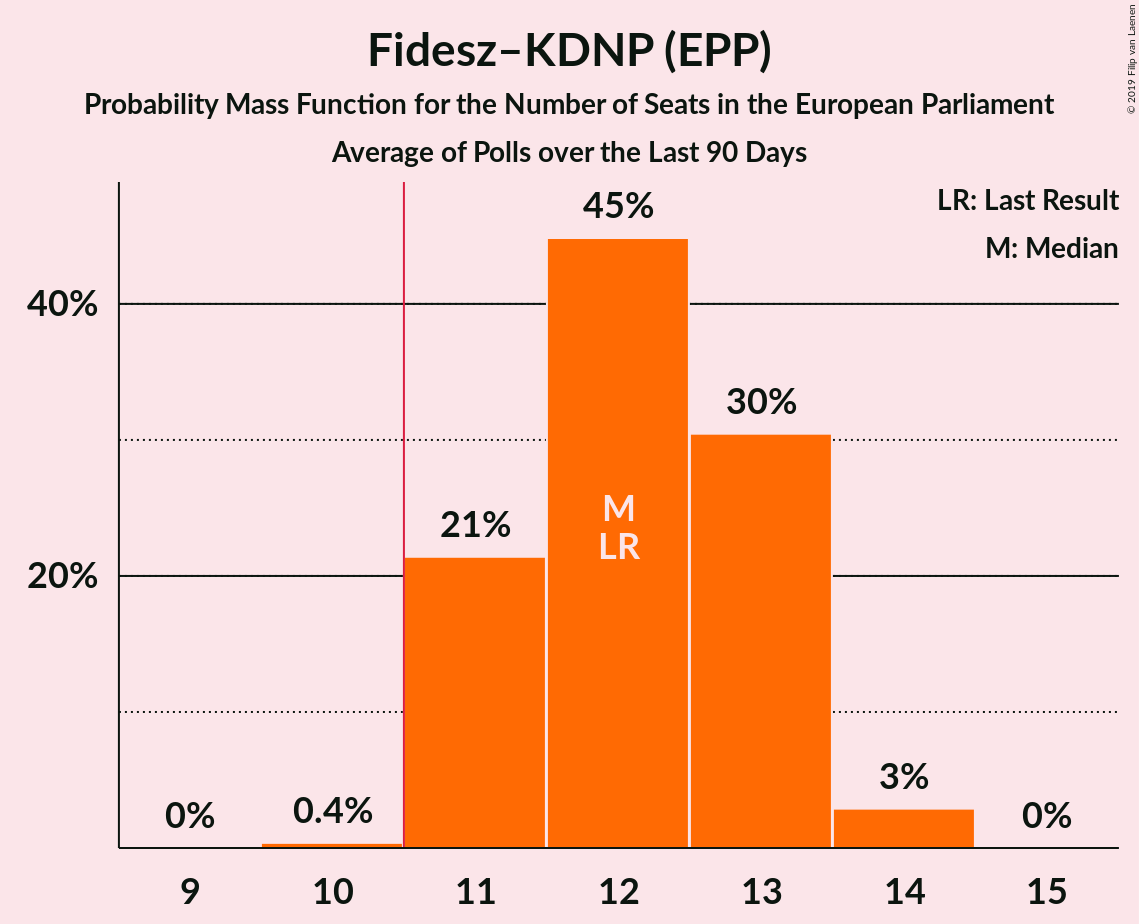 Fidesz–KDNP (EPP)
Probability Mass Function for the Number of Seats in the European Parliament
Average of Polls over the Last 90 Days
© 2019 Filip van Laenen
LR: Last Result
M: Median
45%
40%
30%
M
LR
21%
20%
3%
0%
0.4%
0%
9
10
11
12
13
14
15